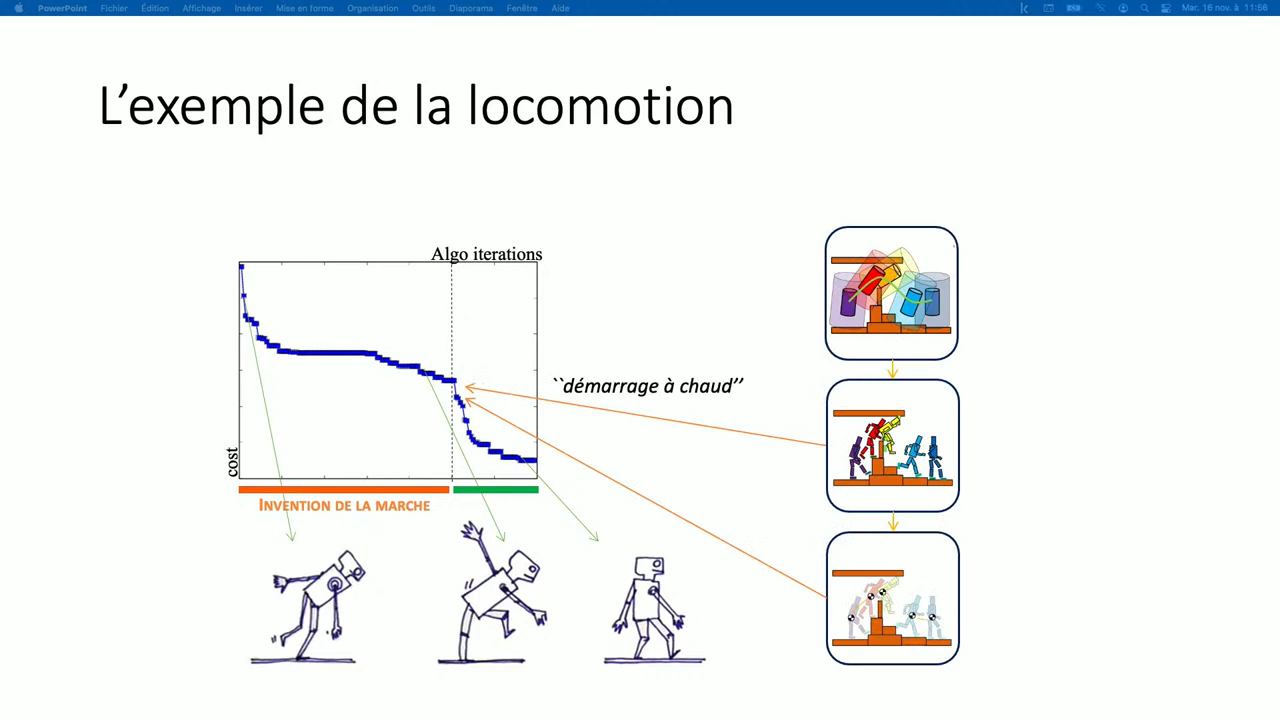 PowerPoint Fichier Édition Affichage Insérer Mise en forme Organisation Outils Diaporama Fenêtre Aide Mar. 16 nov. à 11:56
L’exemple de la locomotion
Algo iterations
``démarrage à chaud’’
cost
INVENTION DE LA MARCHE